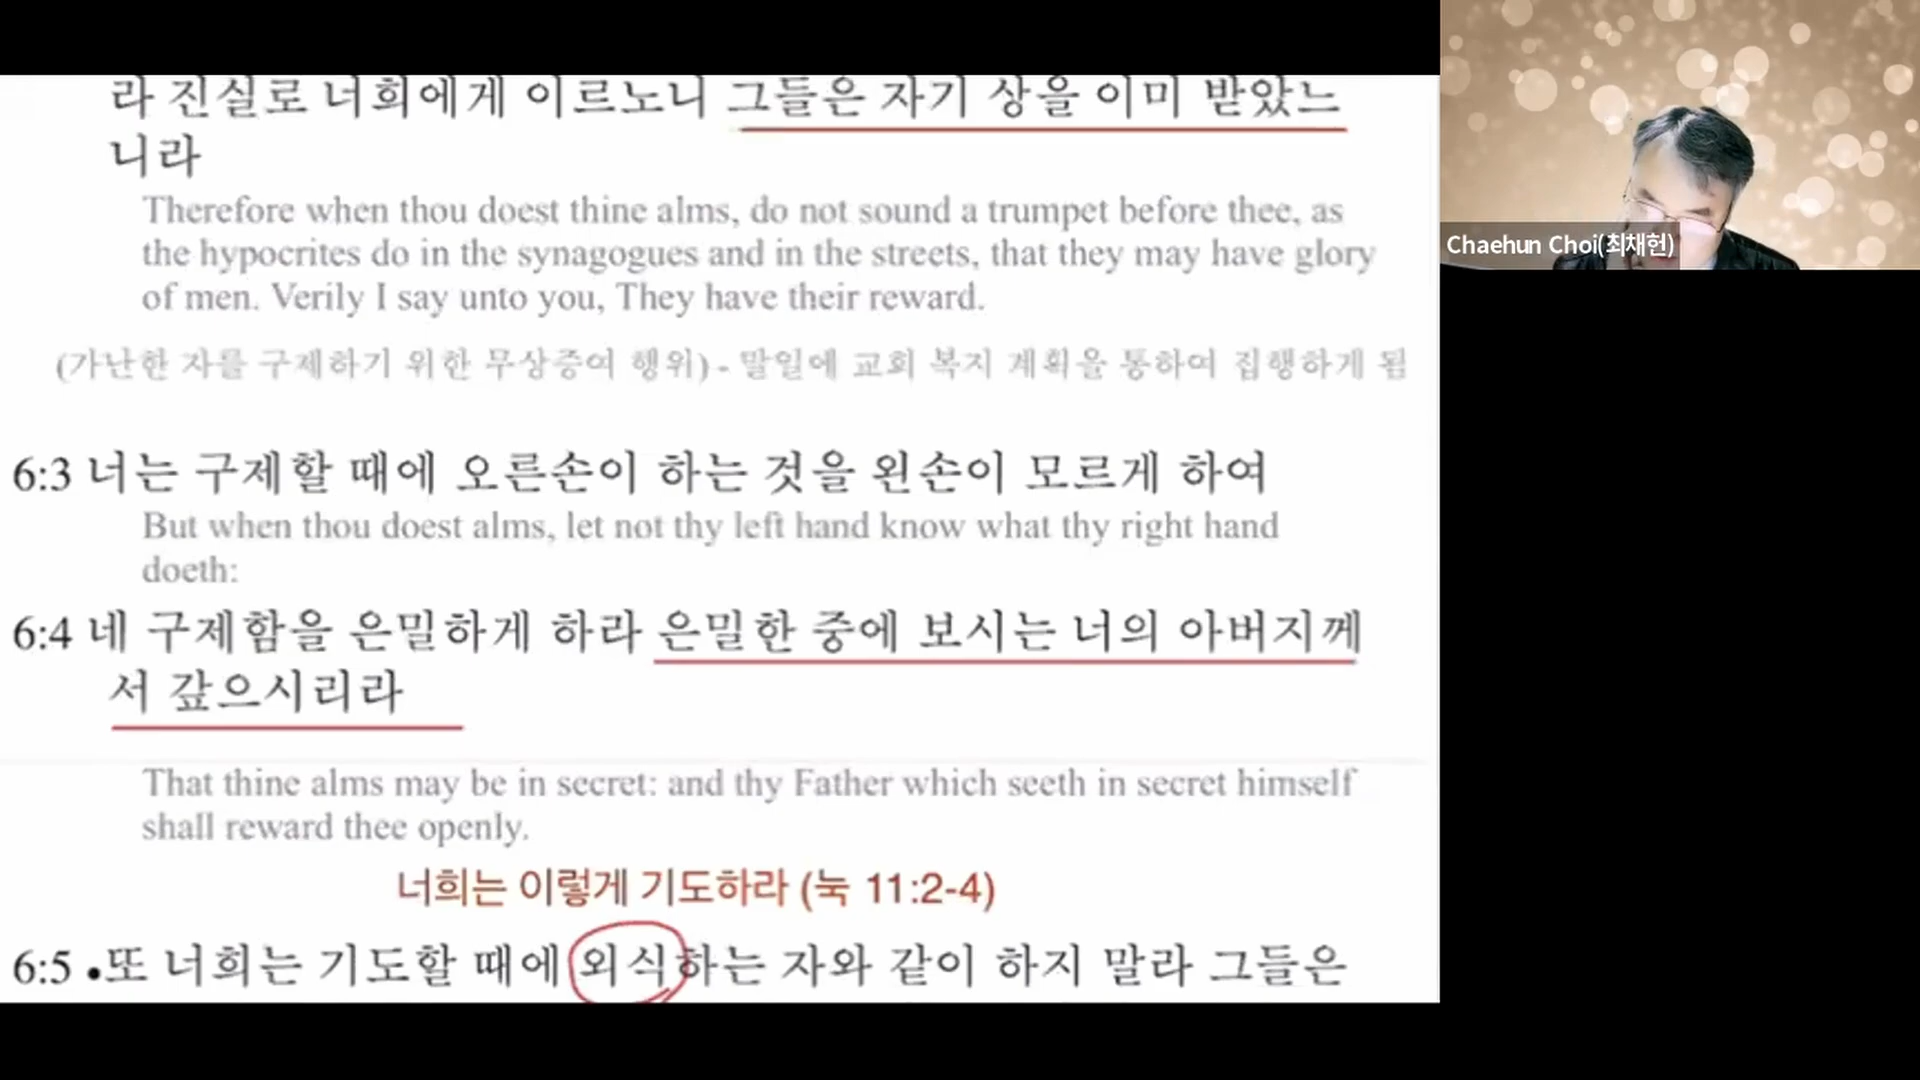 라 진실로 너희에게 이르노니 그들은 자기 상을 이미 받았느
니라
Therefore when thou doest thine alms, do not sound a trumpet before thee, as
the hypocrites do in the synagogues and in the streets, that they may have glory
of men. Verily I say unto you, They have their reward.
(가난한 자를 구제하기 위한 무상증여 행위) - 말일에 교회 복지 계획을 통하여 집행하게 됨
6:3 너는 구제할 때에 오른손이 하는 것을 왼손이 모르게 하여
But when thou doest alms, let not thy left hand know what thy right hand
doeth:
6:4 네 구제함을 은밀하게 하라 은밀한 중에 보시는 너의 아버지께
서 갚으시리라
That thine alms may be in secret: and thy Father which seeth in secret himself
shall reward thee openly.
너희는 이렇게 기도하라 (눅 11:2-4)
6:5 •또 너희는 기도할 때에 외식하는 자와 같이 하지 말라 그들은
Chaehun Choi(최채헌)